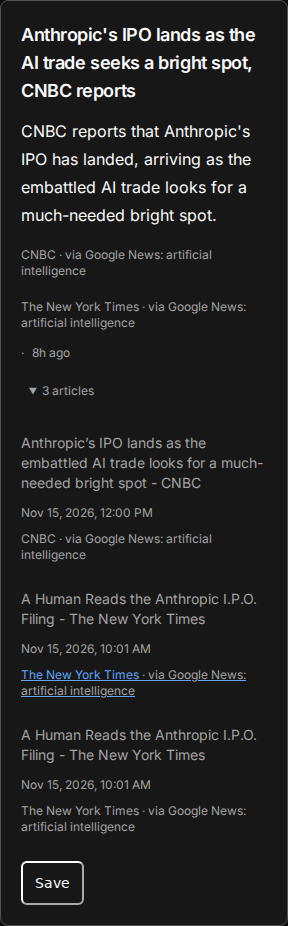 Anthropic's IPO lands as the
AI trade seeks a bright spot,
CNBC reports
CNBC reports that Anthropic's
IPO has landed, arriving as the
embattled AI trade looks for a
much-needed bright spot.
CNBC · via Google News: artificial
intelligence
The New York Times · via Google News:
artificial intelligence
· 8h ago
▼ 3 articles
Anthropic’s IPO lands as the
embattled AI trade looks for a much-
needed bright spot - CNBC
Nov 15, 2026, 12:00 PM
CNBC · via Google News: artificial
intelligence
A Human Reads the Anthropic I.P.O.
Filing - The New York Times
Nov 15, 2026, 10:01 AM
The New York Times · via Google News:
artificial intelligence
A Human Reads the Anthropic I.P.O.
Filing - The New York Times
Nov 15, 2026, 10:01 AM
The New York Times · via Google News:
artificial intelligence
Save